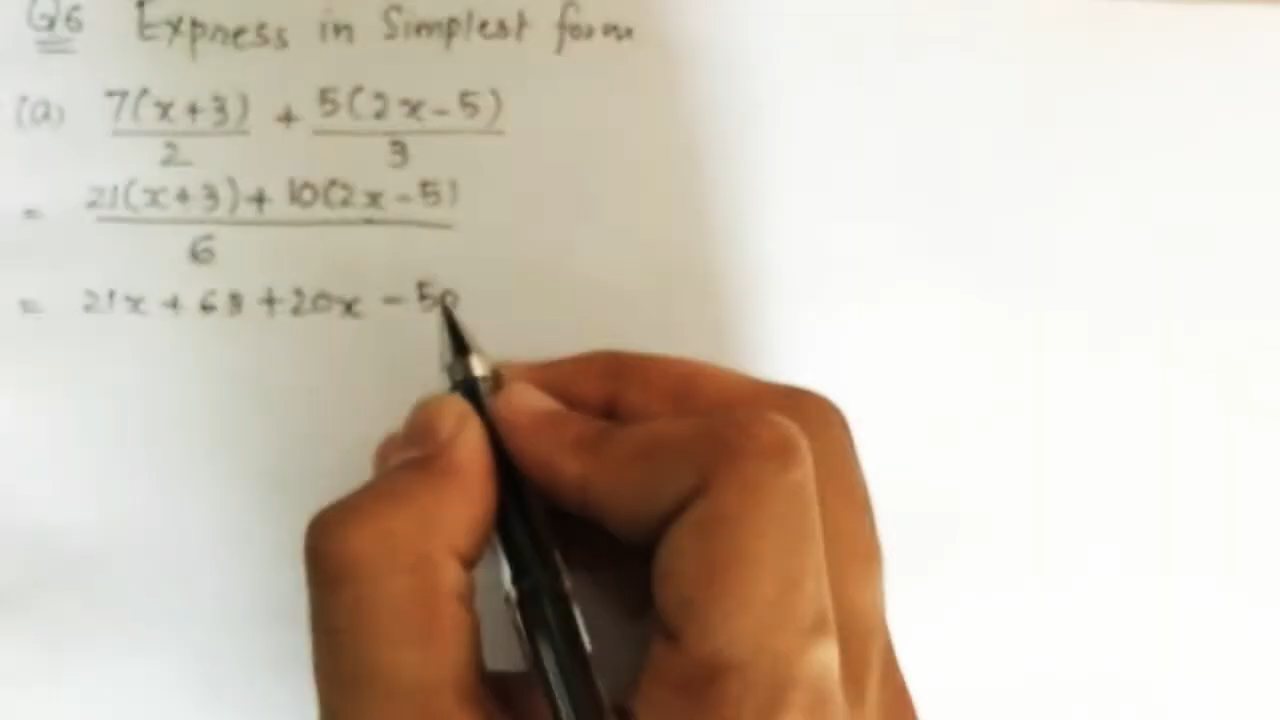 Q6 Express in Simplest form
(a) 7(x+3)/2 + 5(2x-5)/3
= 21(x+3)+10(2x-5)/6
= 21x + 63 +20x - 50